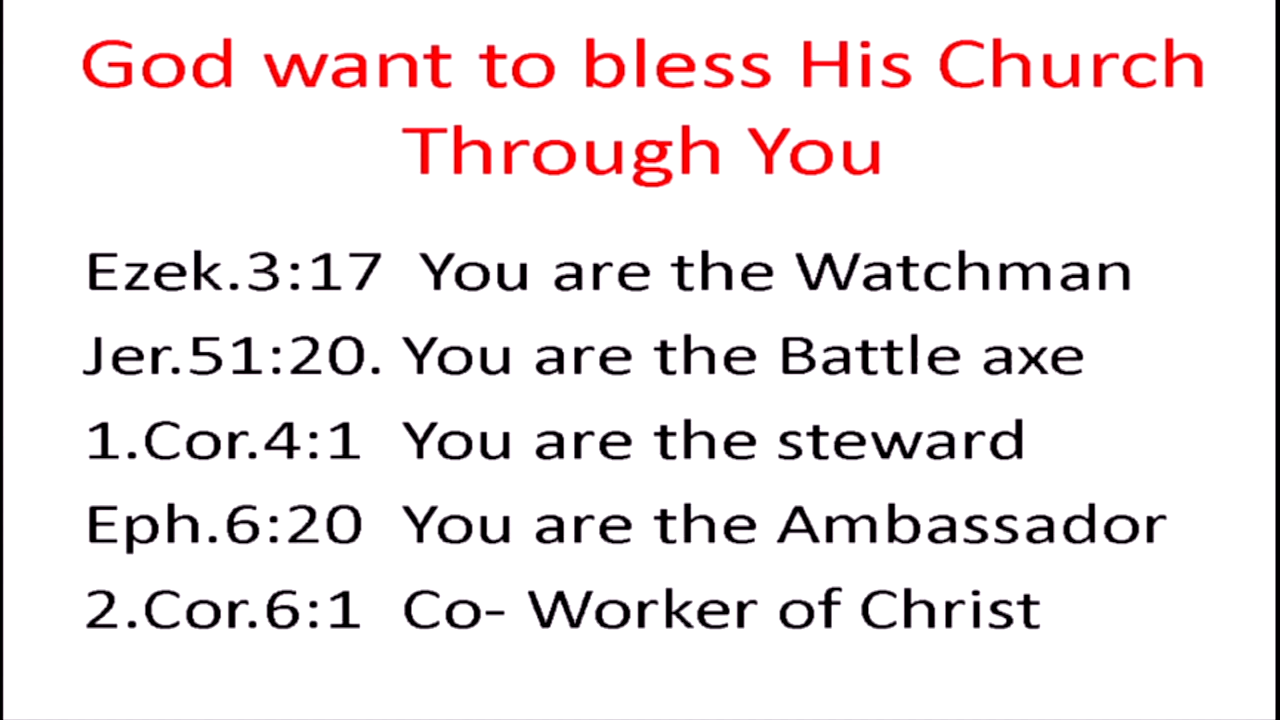 God want to bless His Church
Through You
Ezek.3:17 You are the Watchman
Jer.51:20. You are the Battle axe
1.Cor.4:1 You are the steward
Eph.6:20 You are the Ambassador
2.Cor.6:1 Co- Worker of Christ